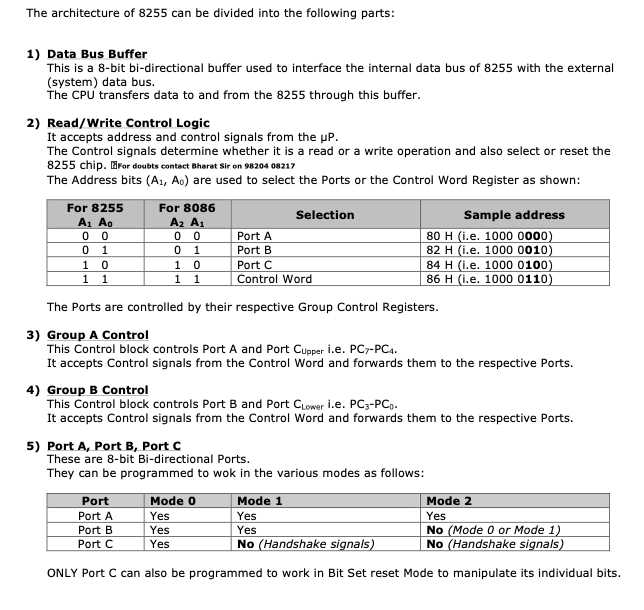 The architecture of 8255 can be divided into the following parts:
1) Data Bus Buffer
This is a 8-bit bi-directional buffer used to interface the internal data bus of 8255 with the external
(system) data bus.
The CPU transfers data to and from the 8255 through this buffer.
2) Read/Write Control Logic
It accepts address and control signals from the µP.
The Control signals determine whether it is a read or a write operation and also select or reset the
8255 chip. For doubts contact Bharat Sir on 98204 08217
The Address bits (A₁, A₀) are used to select the Ports or the Control Word Register as shown:
For 8255 For 8086 Selection Sample address
A₁ A₀ A₂ A₁
0 0 0 0 Port A 80 H (i.e. 1000 0000)
0 1 0 1 Port B 82 H (i.e. 1000 0010)
1 0 1 0 Port C 84 H (i.e. 1000 0100)
1 1 1 1 Control Word 86 H (i.e. 1000 0110)
The Ports are controlled by their respective Group Control Registers.
3) Group A Control
This Control block controls Port A and Port CUpper i.e. PC₇-PC₄.
It accepts Control signals from the Control Word and forwards them to the respective Ports.
4) Group B Control
This Control block controls Port B and Port CLower i.e. PC₃-PC₀.
It accepts Control signals from the Control Word and forwards them to the respective Ports.
5) Port A, Port B, Port C
These are 8-bit Bi-directional Ports.
They can be programmed to wok in the various modes as follows:
Port Mode 0 Mode 1 Mode 2
Port A Yes Yes Yes
Port B Yes Yes No (Mode 0 or Mode 1)
Port C Yes No (Handshake signals) No (Handshake signals)
ONLY Port C can also be programmed to work in Bit Set reset Mode to manipulate its individual bits.